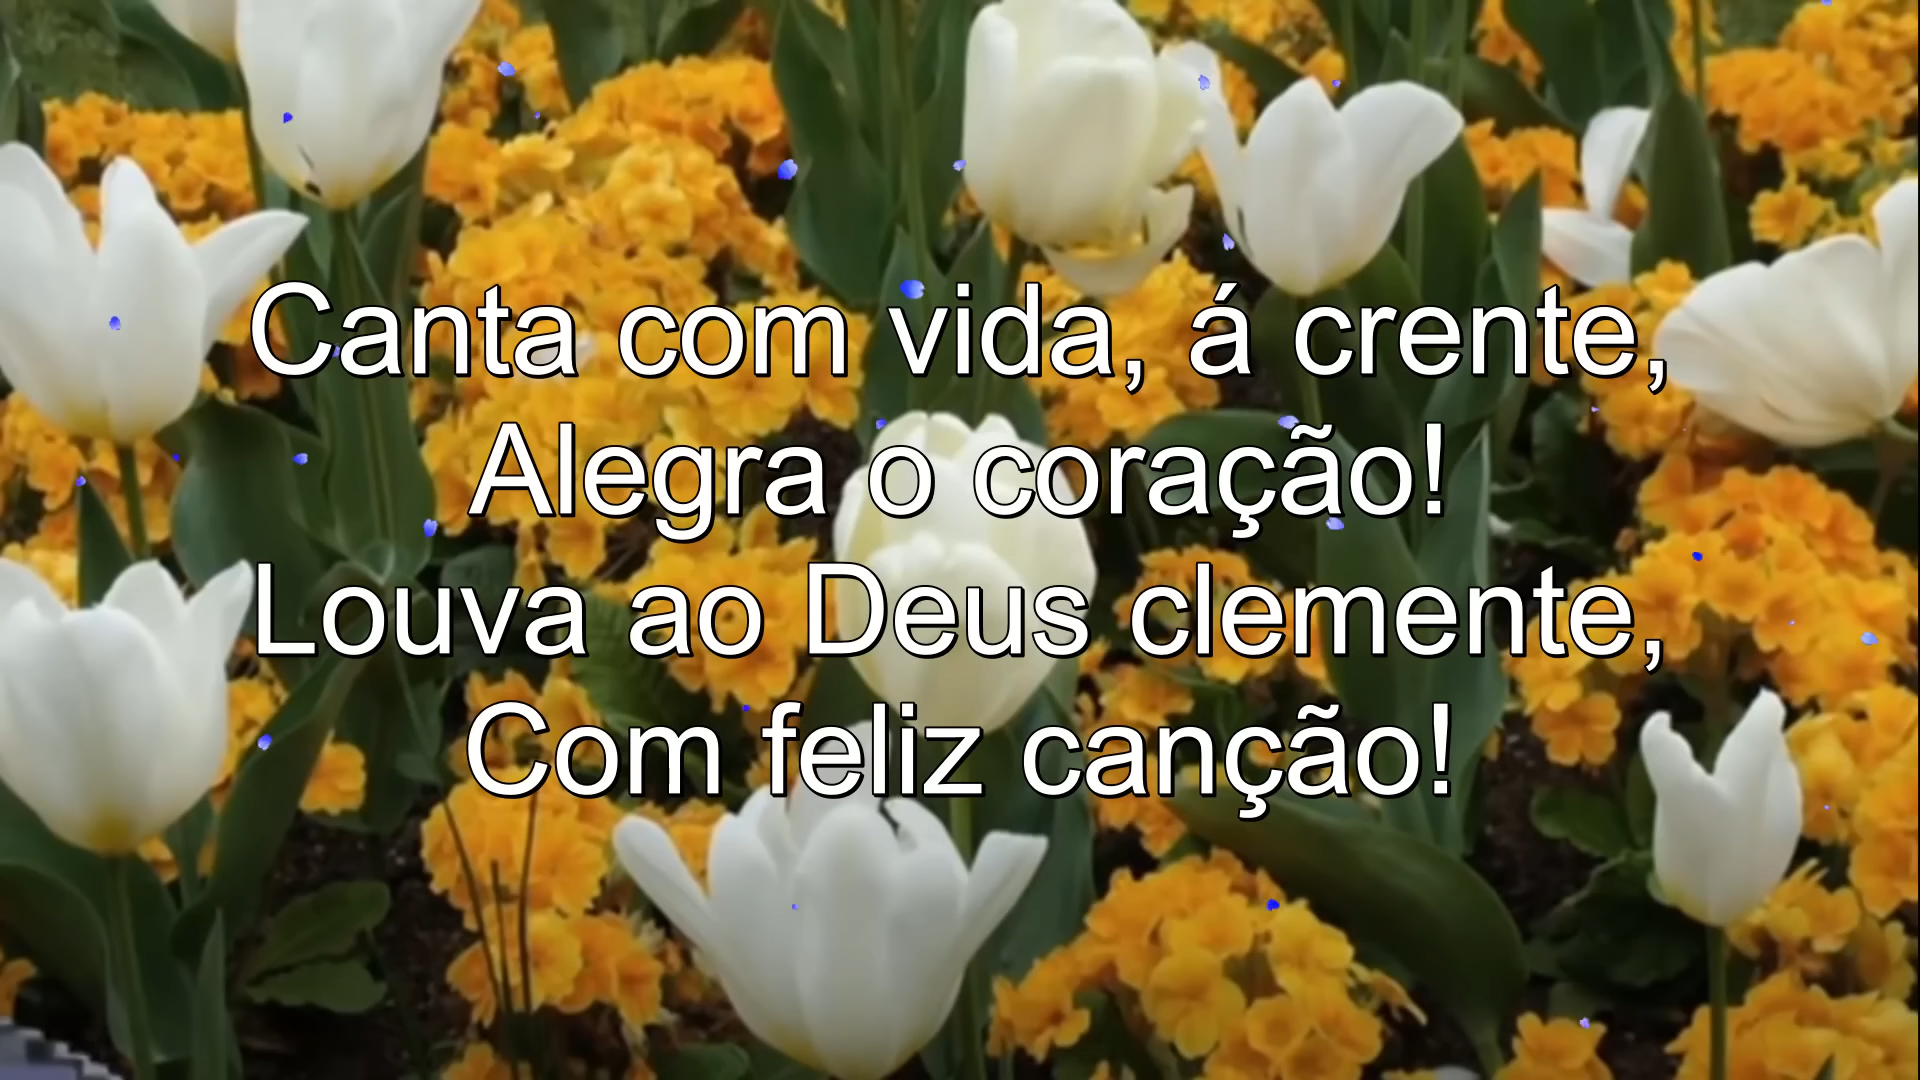 Canta com vida, á crente,
Alegra o coração!
Louva ao Deus clemente,
Com feliz canção!